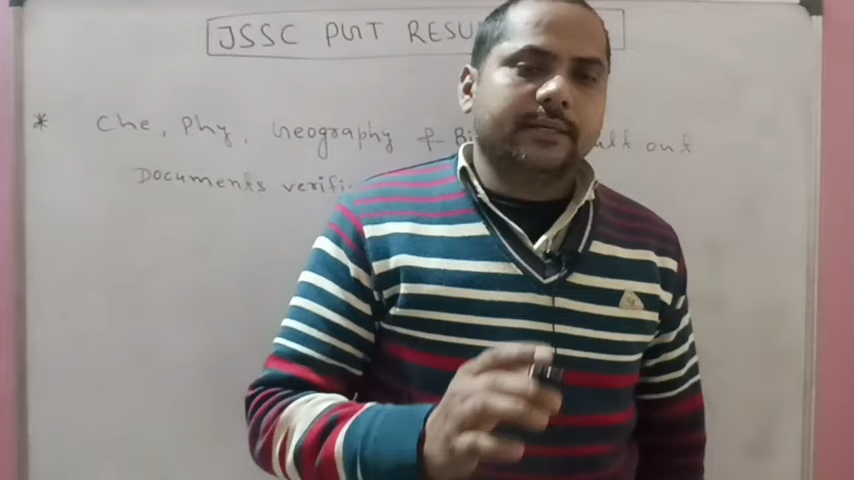 JSSC PGT RESU
* Che, Phy, Geography & Bi ult out
Documents verifi